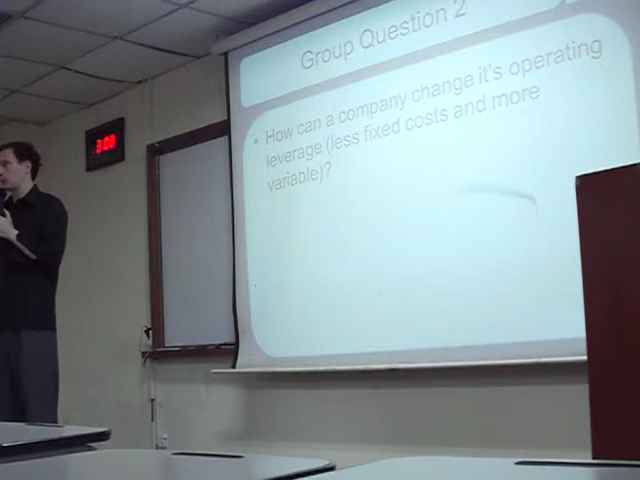 Group Question 2
• How can a company change it's operating
leverage (less fixed costs and more
variable)?
3:09